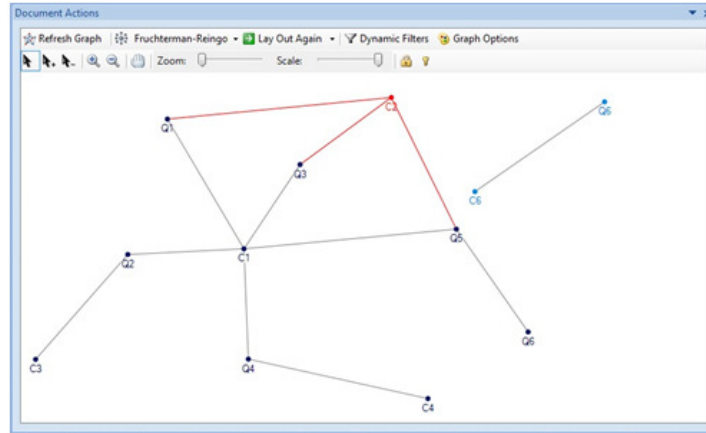 Document Actions
Refresh Graph Fruchterman-Reingo Lay Out Again Dynamic Filters Graph Options
Zoom: Scale:
C2
Q6
Q1
Q3
C6
Q5
C1
Q2
Q6
C3
Q4
C4